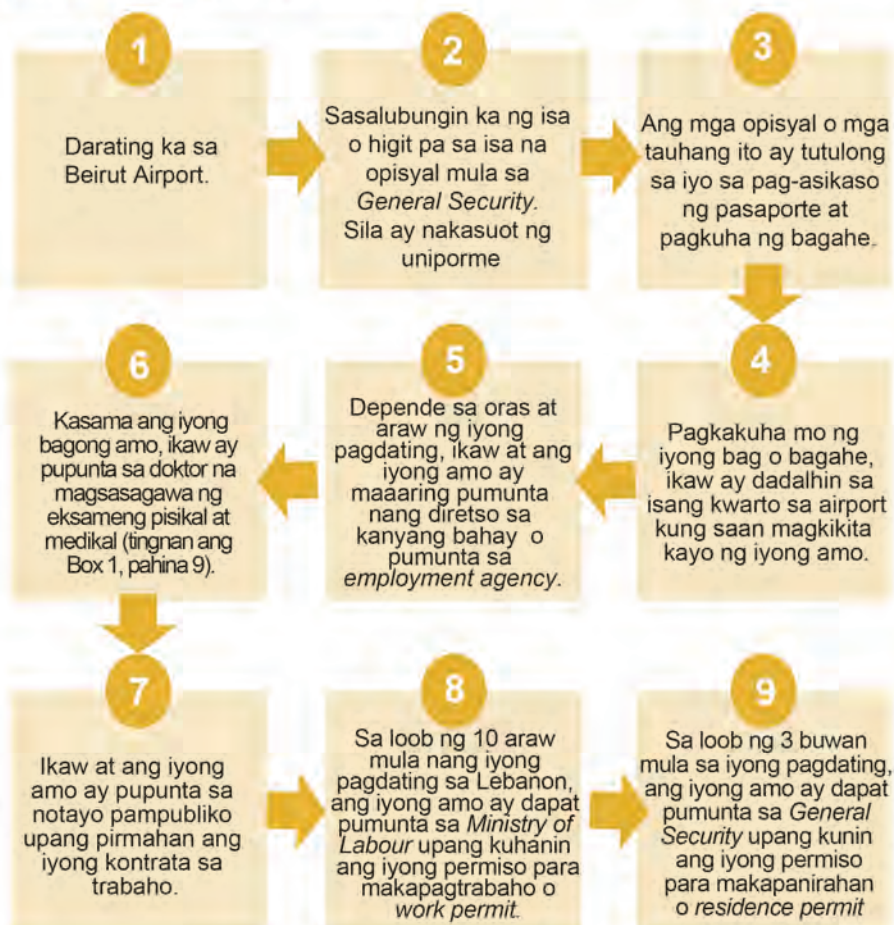 1
Darating ka sa
Beirut Airport.
2
Sasalubungin ka ng isa
o higit pa sa isa na
opisyal mula sa
General Security.
Sila ay nakasuot ng
uniporme
3
Ang mga opisyal o mga
tauhang ito ay tutulong
sa iyo sa pag-asikaso
ng pasaporte at
pagkuha ng bagahe.
4
Pagkakuha mo ng
iyong bag o bagahe,
ikaw ay dadalhin sa
isang kwarto sa airport
kung saan magkikita
kayo ng iyong amo.
5
Depende sa oras at
araw ng iyong
pagdating, ikaw at ang
iyong amo ay
maaaring pumunta
nang diretso sa
kanyang bahay o
pumunta sa
employment agency.
6
Kasama ang iyong
bagong amo, ikaw ay
pupunta sa doktor na
magsasagawa ng
eksameng pisikal at
medikal (tingnan ang
Box 1, pahina 9).
7
Ikaw at ang iyong
amo ay pupunta sa
notayo pampubliko
upang pirmahan ang
iyong kontrata sa
trabaho.
8
Sa loob ng 10 araw
mula nang iyong
pagdating sa Lebanon,
ang iyong amo ay dapat
pumunta sa Ministry of
Labour upang kuhanin
ang iyong permiso para
makapagtrabaho o
work permit.
9
Sa loob ng 3 buwan
mula sa iyong pagdating,
ang iyong amo ay dapat
pumunta sa General
Security upang kunin
ang iyong permiso
para makapanirahan
o residence permit